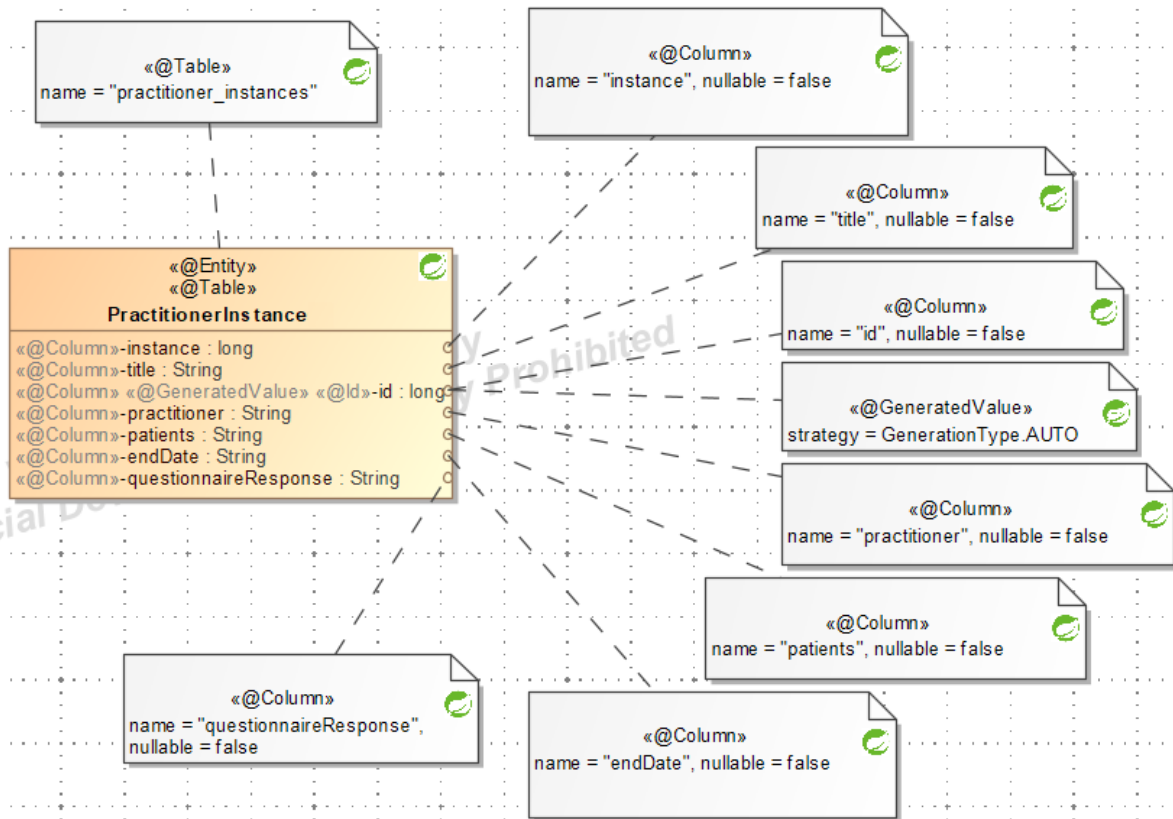 «@Table»
name = "practitioner_instances"
«@Column»
name = "instance", nullable = false
«@Column»
name = "title", nullable = false
«@Entity»
«@Table»
PractitionerInstance
«@Column»-instance : long
«@Column»-title : String
«@Column» «@GeneratedValue» «@Id»-id : long
«@Column»-practitioner : String
«@Column»-patients : String
«@Column»-endDate : String
«@Column»-questionnaireResponse : String
Prohibited
«@Column»
name = "id", nullable = false
«@GeneratedValue»
strategy = GenerationType.AUTO
«@Column»
name = "practitioner", nullable = false
«@Column»
name = "patients", nullable = false
«@Column»
name = "questionnaireResponse",
nullable = false
«@Column»
name = "endDate", nullable = false